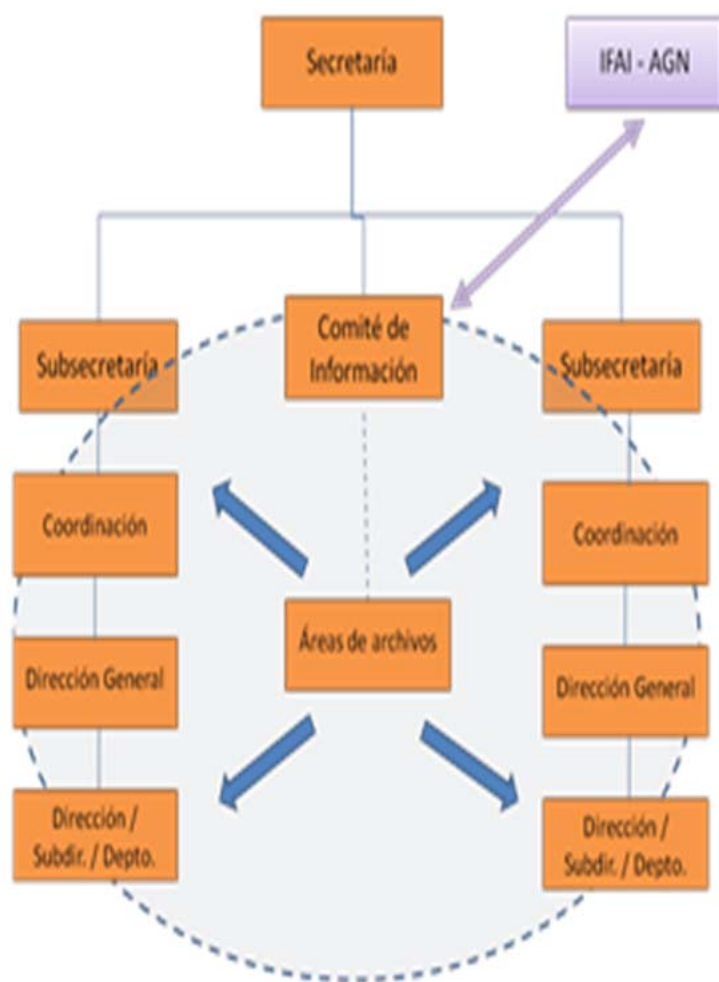 Secretaría
IFAI - AGN
Comité de
Información
Subsecretaría
Subsecretaría
Coordinación
Coordinación
Áreas de archivos
Dirección General
Dirección General
Dirección /
Subdir. / Depto.
Dirección /
Subdir. / Depto.